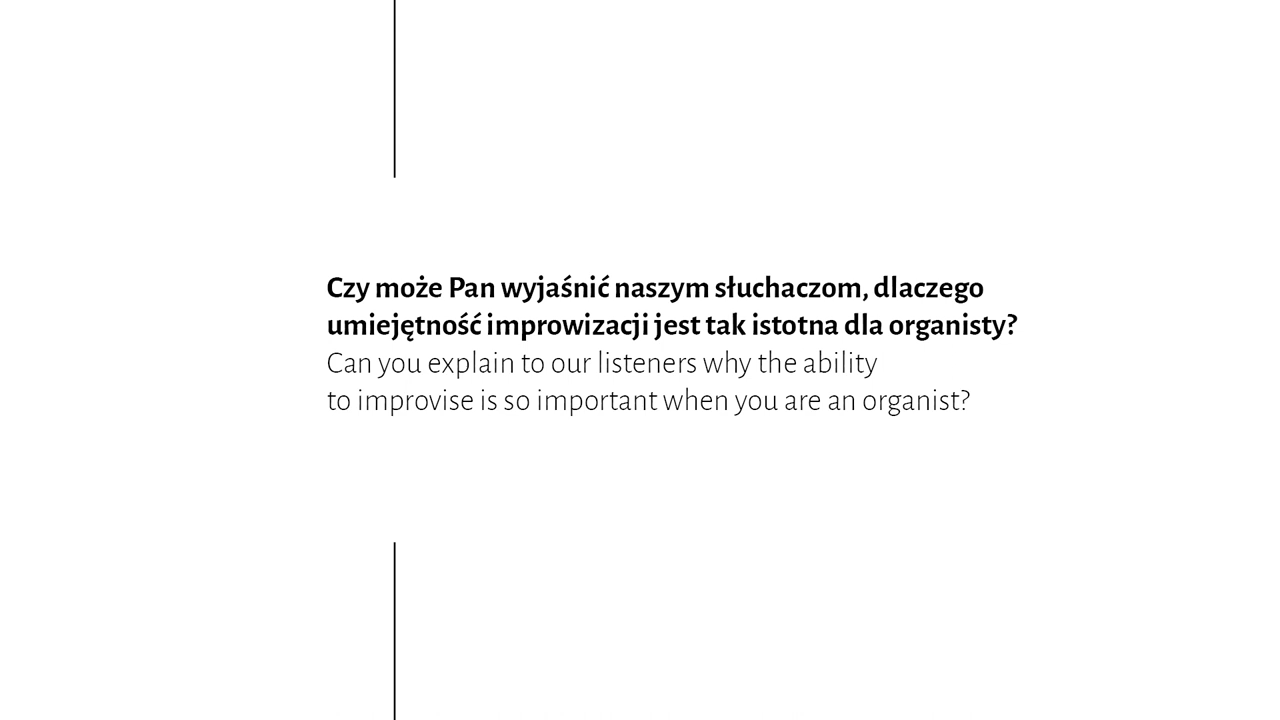 Czy może Pan wyjaśnić naszym słuchaczom, dlaczego
umiejętność improwizacji jest tak istotna dla organisty?
Can you explain to our listeners why the ability
to improvise is so important when you are an organist?